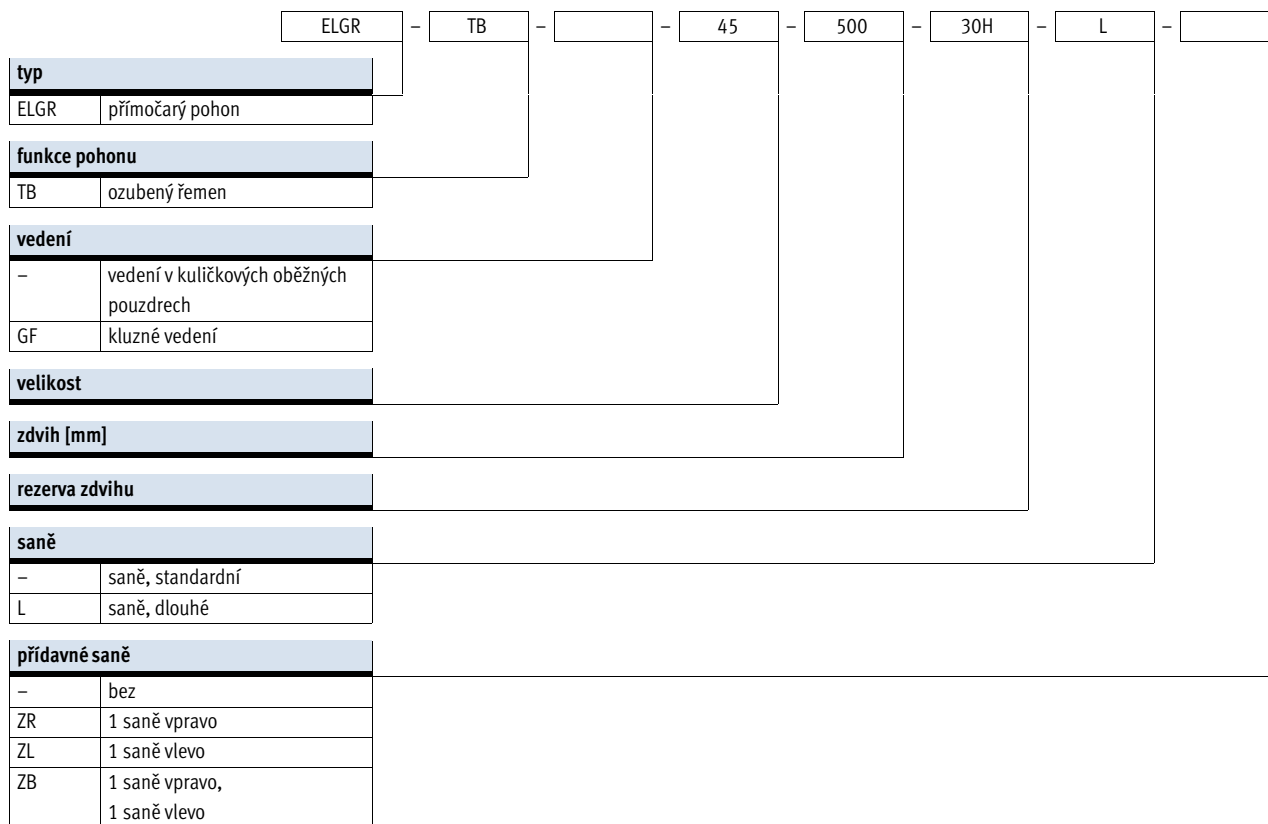 ELGR – TB – – 45 – 500 – 30H – L –
typ
ELGR přímočarý pohon
funkce pohonu
TB ozubený řemen
vedení
– vedení v kuličkových oběžných
pouzdrech
GF kluzné vedení
velikost
zdvih [mm]
rezerva zdvihu
saně
– saně, standardní
L saně, dlouhé
přídavné saně
– bez
ZR 1 saně vpravo
ZL 1 saně vlevo
ZB 1 saně vpravo,
1 saně vlevo